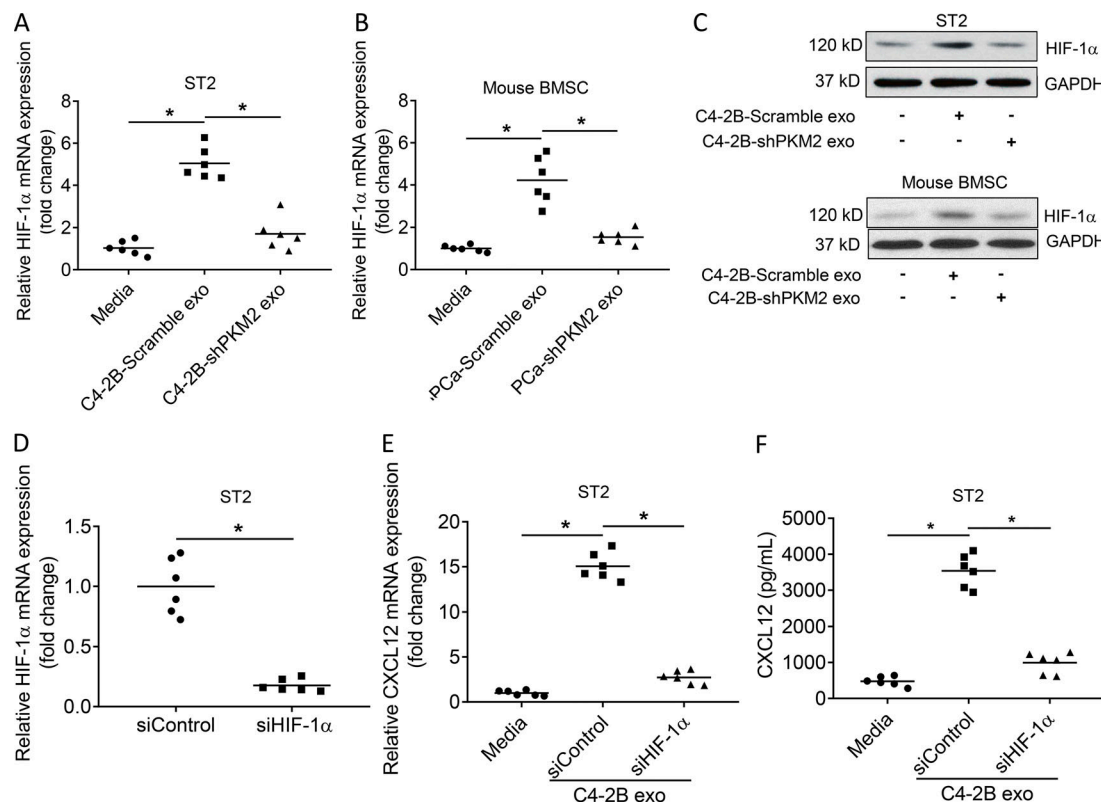 A
ST2
Relative HIF-1α mRNA expression
(fold change)
8
6
4
2
0
*
*
Media
C4-2B-Scramble exo
C4-2B-shPKM2 exo
B
Mouse BMSC
Relative HIF-1α mRNA expression
(fold change)
8
6
4
2
0
*
*
Media
PCa-Scramble exo
PCa-shPKM2 exo
C
ST2
120 kD
HIF-1α
37 kD
GAPDH
C4-2B-Scramble exo - + -
C4-2B-shPKM2 exo - - +
Mouse BMSC
120 kD
HIF-1α
37 kD
GAPDH
C4-2B-Scramble exo - + -
C4-2B-shPKM2 exo - - +
D
ST2
Relative HIF-1α mRNA expression
(fold change)
1.5
1.0
0.5
0.0
*
siControl
siHIF-1α
E
ST2
Relative CXCL12 mRNA expression
(fold change)
20
15
10
5
0
*
*
Media
siControl
siHIF-1α
C4-2B exo
F
ST2
CXCL12 (pg/mL)
5000
4000
3000
2000
1000
0
*
*
Media
siControl
siHIF-1α
C4-2B exo